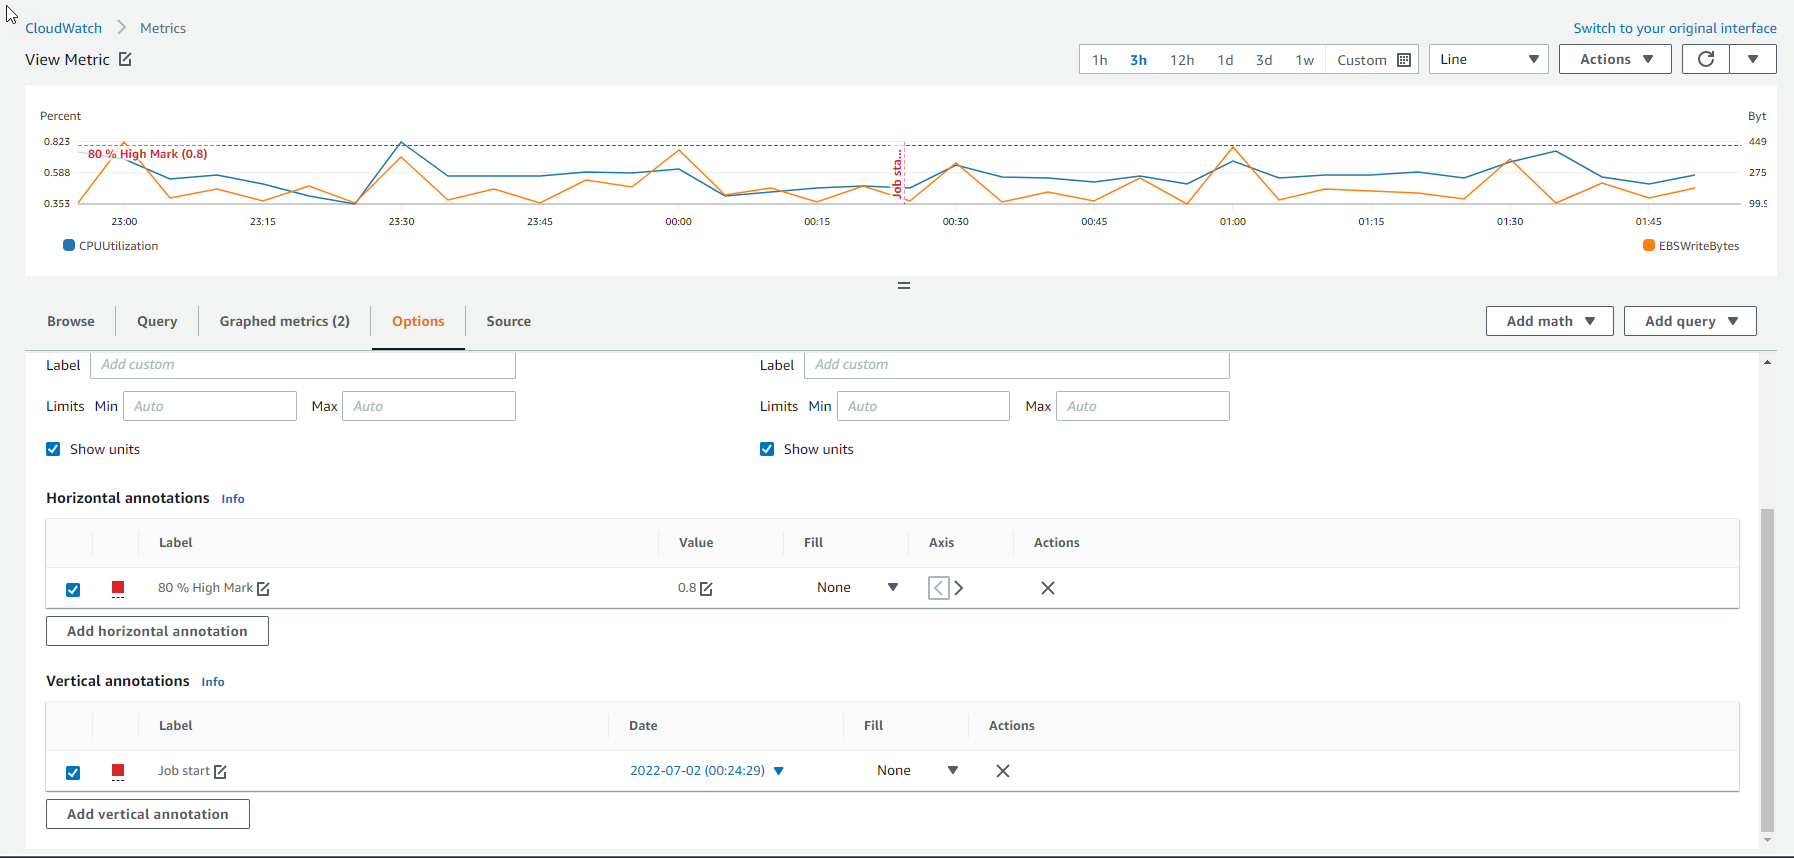 CloudWatch Metrics
Switch to your original interface
View Metric
1h 3h 12h 1d 3d 1w Custom Line Actions
Percent Byt
0.823 449
80 % High Mark (0.8)
Job sta...
0.588 275
0.353 99.9
23:00 23:15 23:30 23:45 00:00 00:15 00:30 00:45 01:00 01:15 01:30 01:45
CPUUtilization EBSWriteBytes
Browse Query Graphed metrics (2) Options Source Add math Add query
Label Add custom Label Add custom
Limits Min Auto Max Auto Limits Min Auto Max Auto
Show units Show units
Horizontal annotations Info
Label Value Fill Axis Actions
80 % High Mark 0.8 None
Add horizontal annotation
Vertical annotations Info
Label Date Fill Actions
Job start 2022-07-02 (00:24:29) None
Add vertical annotation